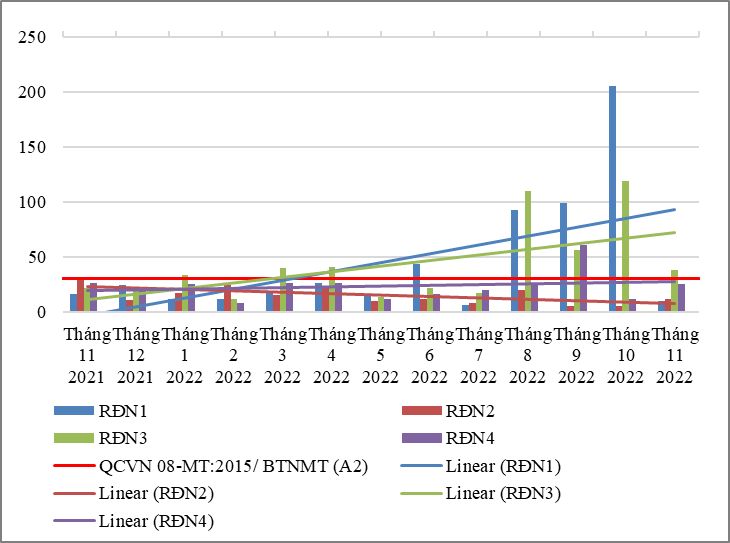 250
200
150
100
50
0
Tháng Tháng Tháng Tháng Tháng Tháng Tháng Tháng Tháng Tháng Tháng Tháng Tháng
11 12 1 2 3 4 5 6 7 8 9 10 11
2021 2021 2022 2022 2022 2022 2022 2022 2022 2022 2022 2022 2022
RĐN1 RĐN2
RĐN3 RĐN4
QCVN 08-MT:2015/ BTNMT (A2) Linear (RĐN1)
Linear (RĐN2) Linear (RĐN3)
Linear (RĐN4)